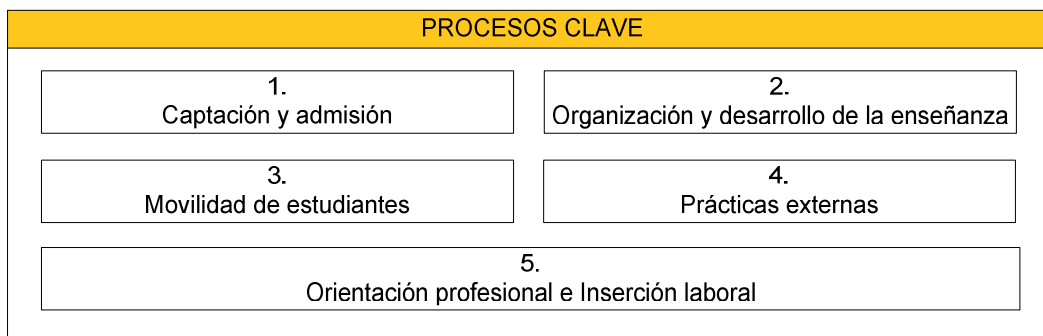 PROCESOS CLAVE
1.
Captación y admisión
2.
Organización y desarrollo de la enseñanza
3.
Movilidad de estudiantes
4.
Prácticas externas
5.
Orientación profesional e Inserción laboral